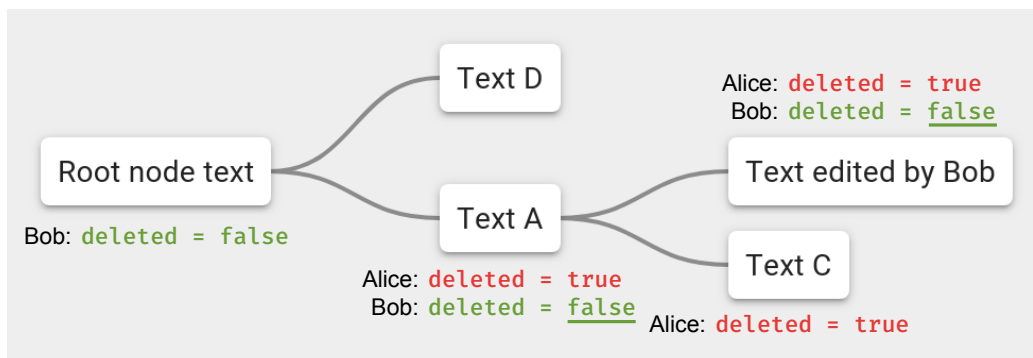 Text D
Alice: deleted = true
Bob: deleted = false
Root node text
Text edited by Bob
Bob: deleted = false
Text A
Text C
Alice: deleted = true
Bob: deleted = false
Alice: deleted = true